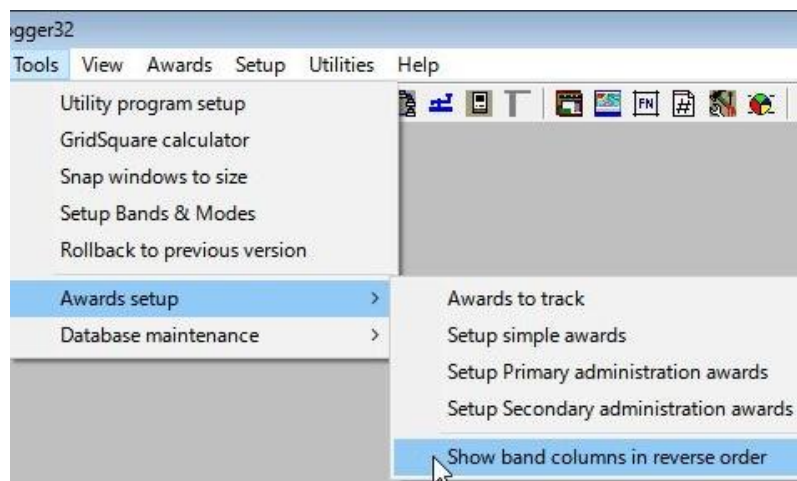 ogger32
Tools View Awards Setup Utilities Help
Utility program setup
GridSquare calculator
Snap windows to size
Setup Bands & Modes
Rollback to previous version
Awards setup >
Database maintenance >
T FN #
Awards to track
Setup simple awards
Setup Primary administration awards
Setup Secondary administration awards
Show band columns in reverse order